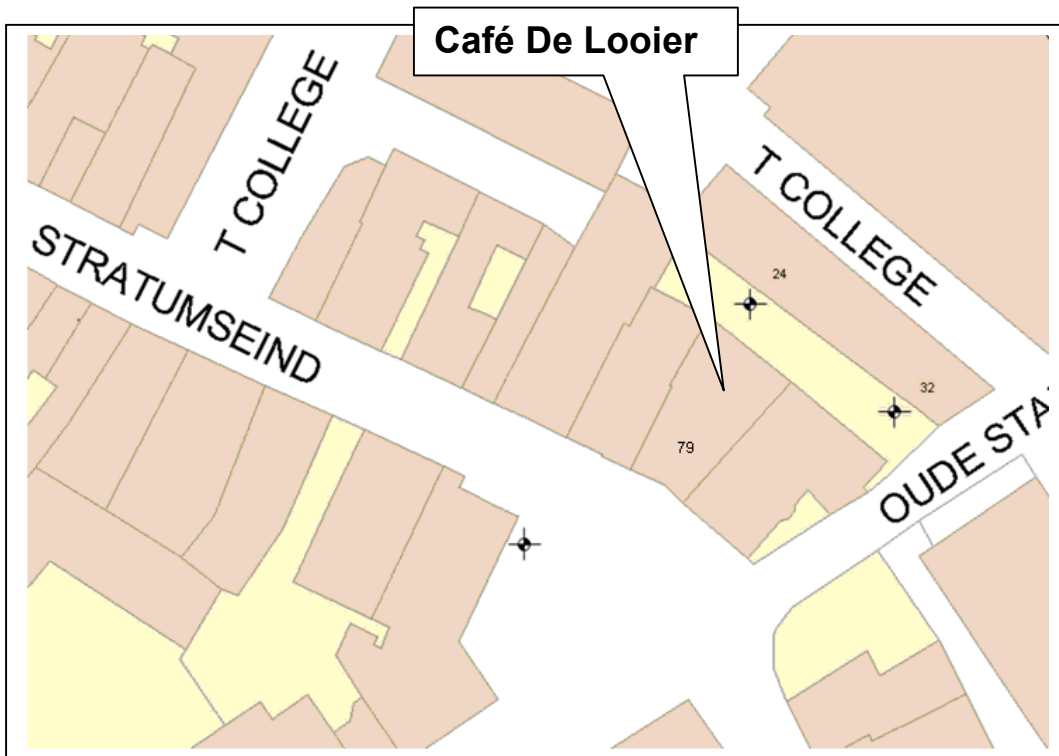 Café De Looier
T COLLEGE
T COLLEGE
STRATUMSEIND
24
32
79
OUDE STA